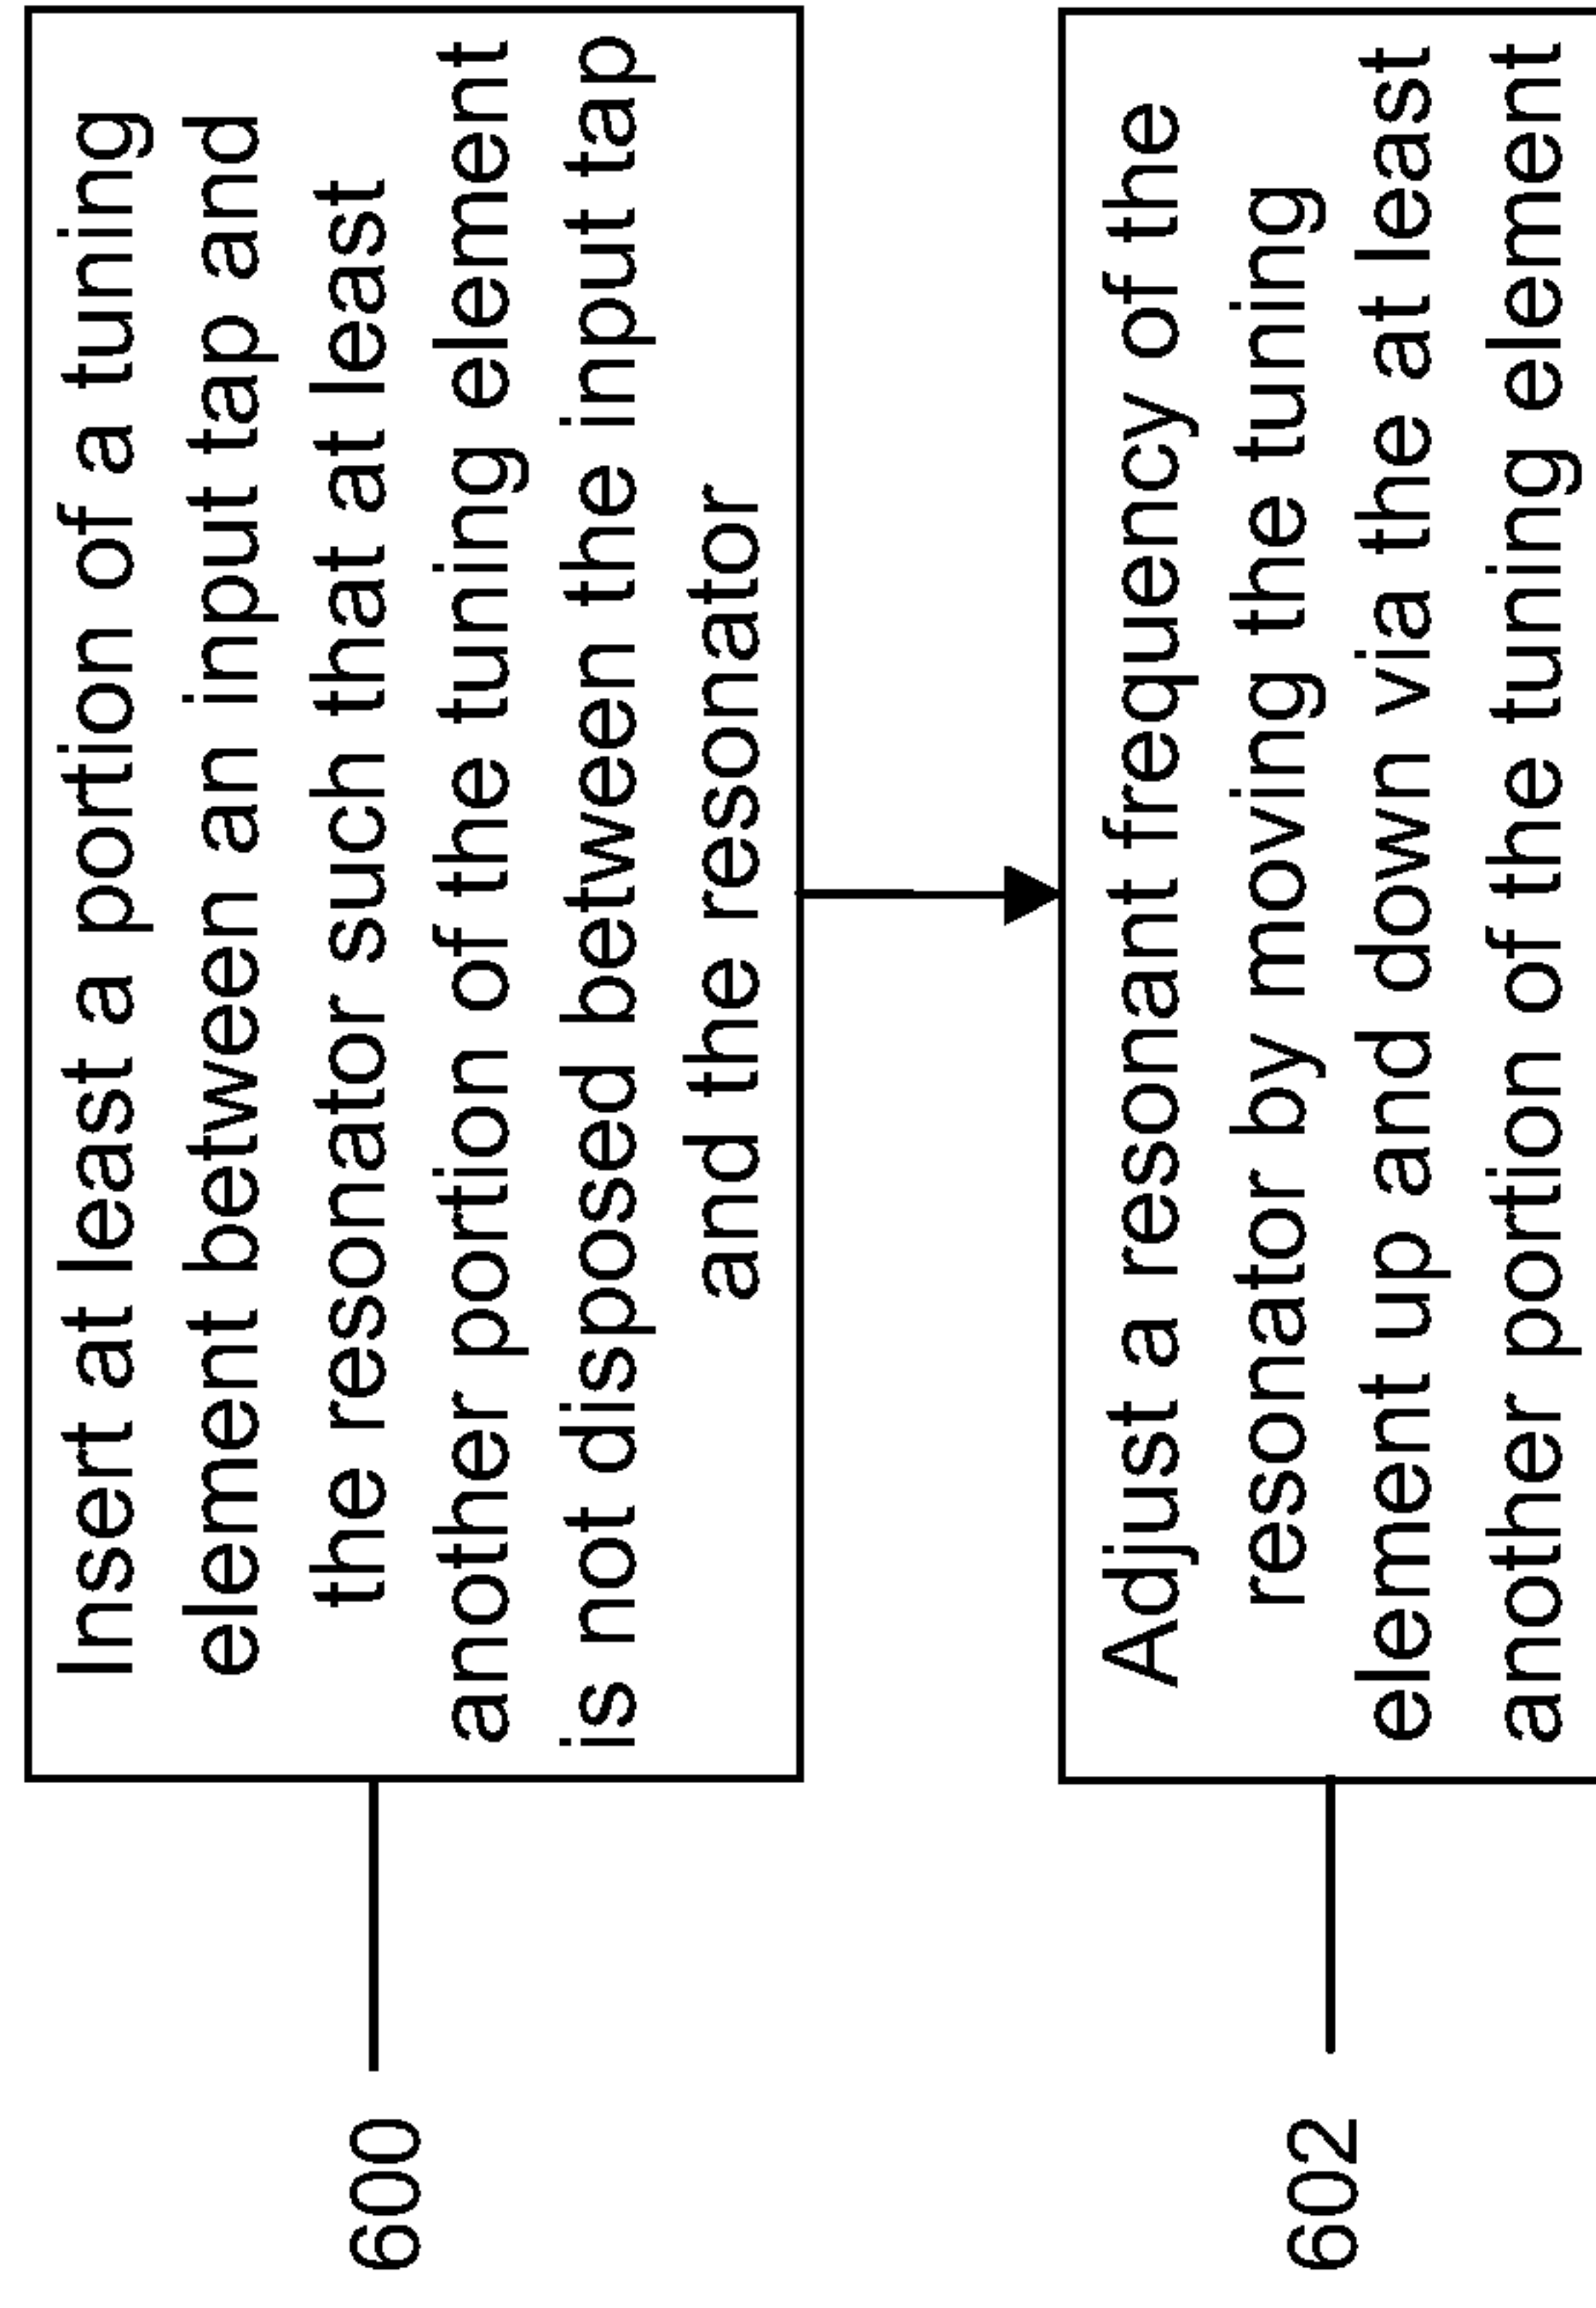 Insert at least a portion of a tuning
element between an input tap and
the resonator such that at least
another portion of the tuning element
is not disposed between the input tap
and the resonator
600
Adjust a resonant frequency of the
resonator by moving the tuning
element up and down via the at least
another portion of the tuning element
602